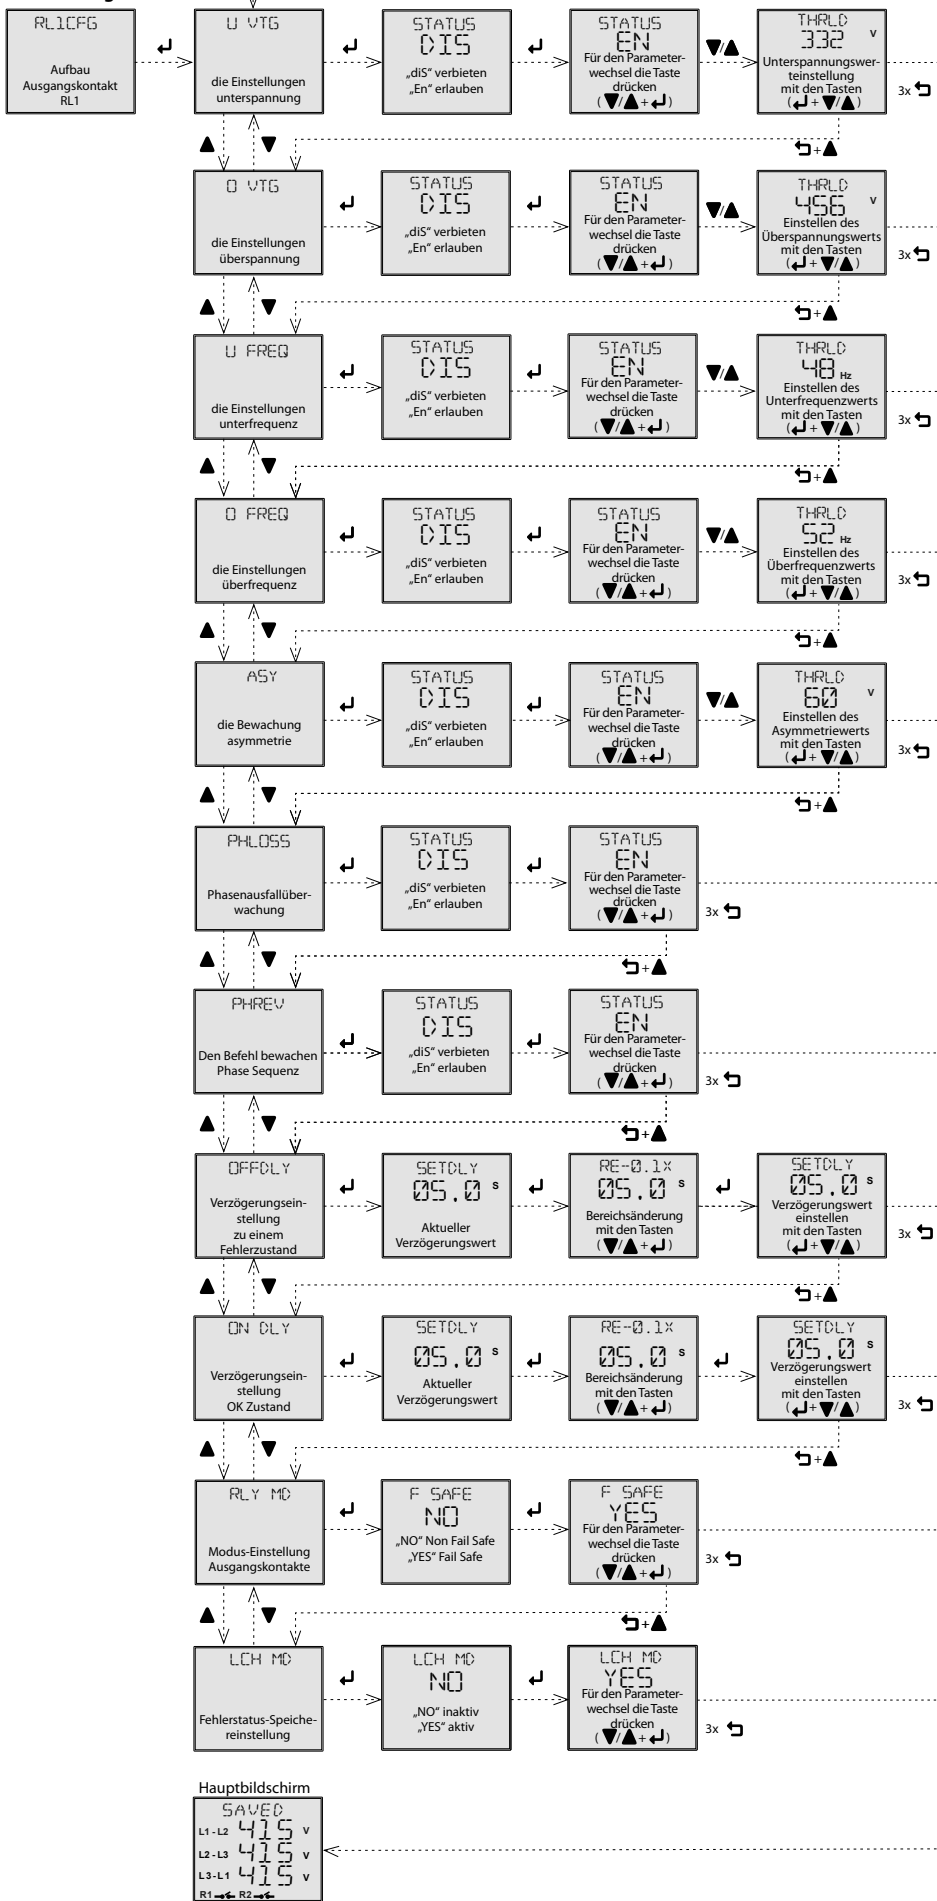 RL1CFG
Aufbau
Ausgangskontakt
RL1
U VTG
die Einstellungen
unterspannung
STATUS
DIS
„diS“ verbieten
„En“ erlauben
STATUS
EN
Für den Parameter-
wechsel die Taste
drücken
(▼/▲+↵)
▼/▲
THRLD
332 V
Unterspannungswer-
teinstellung
mit den Tasten
(↵+▼/▲)
3x
+▲
O VTG
die Einstellungen
überspannung
STATUS
DIS
„diS“ verbieten
„En“ erlauben
STATUS
EN
Für den Parameter-
wechsel die Taste
drücken
(▼/▲+↵)
▼/▲
THRLD
456 V
Einstellen des
Überspannungswerts
mit den Tasten
(↵+▼/▲)
3x
+▲
U FREQ
die Einstellungen
unterfrequenz
STATUS
DIS
„diS“ verbieten
„En“ erlauben
STATUS
EN
Für den Parameter-
wechsel die Taste
drücken
(▼/▲+↵)
▼/▲
THRLD
48 Hz
Einstellen des
Unterfrequenzwerts
mit den Tasten
(↵+▼/▲)
3x
+▲
O FREQ
die Einstellungen
überfrequenz
STATUS
DIS
„diS“ verbieten
„En“ erlauben
STATUS
EN
Für den Parameter-
wechsel die Taste
drücken
(▼/▲+↵)
▼/▲
THRLD
52 Hz
Einstellen des
Überfrequenzwerts
mit den Tasten
(↵+▼/▲)
3x
+▲
ASY
die Bewachung
asymmetrie
STATUS
DIS
„diS“ verbieten
„En“ erlauben
STATUS
EN
Für den Parameter-
wechsel die Taste
drücken
(▼/▲+↵)
▼/▲
THRLD
60 V
Einstellen des
Asymmetriewerts
mit den Tasten
(↵+▼/▲)
3x
+▲
PHLOSS
Phasenausfallüber-
wachung
STATUS
DIS
„diS“ verbieten
„En“ erlauben
STATUS
EN
Für den Parameter-
wechsel die Taste
drücken
(▼/▲+↵)
3x
+▲
PHREV
Den Befehl bewachen
Phase Sequenz
STATUS
DIS
„diS“ verbieten
„En“ erlauben
STATUS
EN
Für den Parameter-
wechsel die Taste
drücken
(▼/▲+↵)
3x
+▲
OFFDLY
Verzögerungsein-
stellung
zu einem
Fehlerzustand
SETDLY
05.0 s
Aktueller
Verzögerungswert
RE-0.1X
05.0 s
Bereichsänderung
mit den Tasten
(▼/▲+↵)
SETDLY
05.0 s
Verzögerungswert
einstellen
mit den Tasten
(↵+▼/▲)
3x
+▲
ON DLY
Verzögerungsein-
stellung
OK Zustand
SETDLY
05.0 s
Aktueller
Verzögerungswert
RE-0.1X
05.0 s
Bereichsänderung
mit den Tasten
(▼/▲+↵)
SETDLY
05.0 s
Verzögerungswert
einstellen
mit den Tasten
(↵+▼/▲)
3x
+▲
RLY MD
Modus-Einstellung
Ausgangskontakte
F SAFE
NO
„NO“ Non Fail Safe
„YES“ Fail Safe
F SAFE
YES
Für den Parameter-
wechsel die Taste
drücken
(▼/▲+↵)
3x
+▲
LCH MD
Fehlerstatus-Speiche-
reinstellung
LCH MD
NO
„NO“ inaktiv
„YES“ aktiv
LCH MD
YES
Für den Parameter-
wechsel die Taste
drücken
(▼/▲+↵)
3x
Hauptbildschirm
SAVED
L1-L2 415 V
L2-L3 415 V
L3-L1 415 V
R1 R2